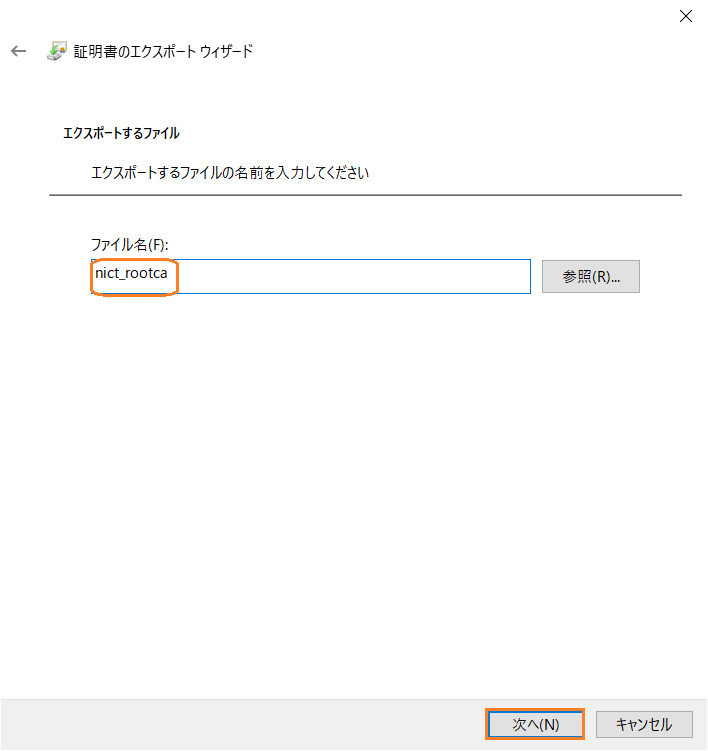 証明書のエクスポート ウィザード
エクスポートするファイル
エクスポートするファイルの名前を入力してください
ファイル名(F):
nict_rootca
参照(R)...
次へ(N)
キャンセル